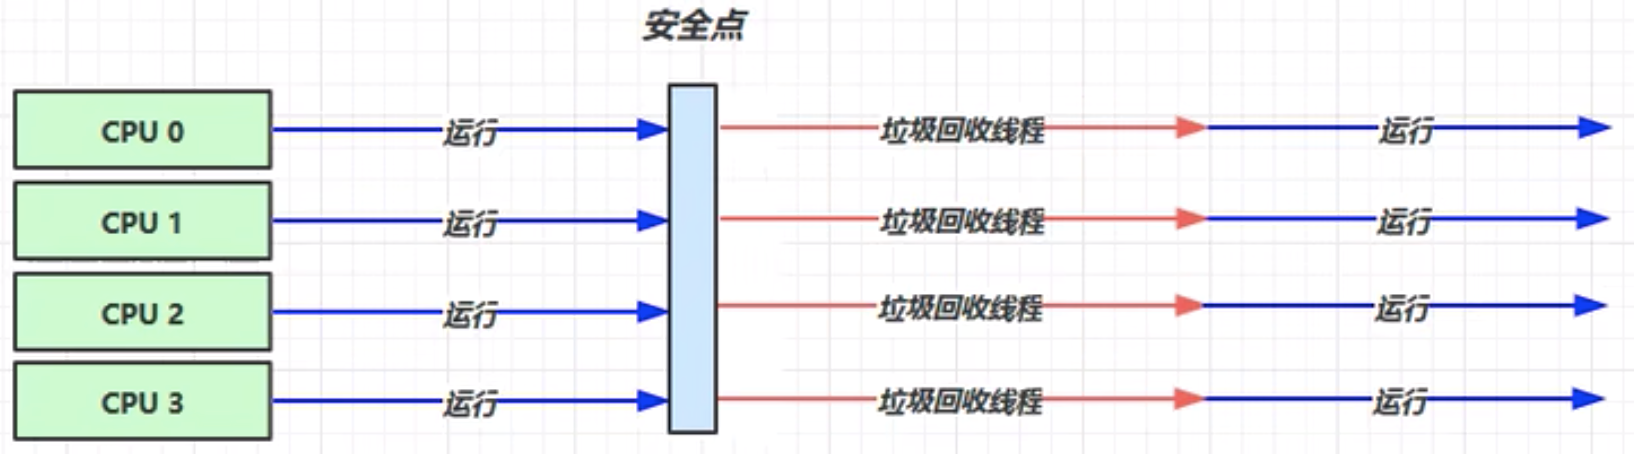 安全点
CPU 0 运行 垃圾回收线程 运行
CPU 1 运行 垃圾回收线程 运行
CPU 2 运行 垃圾回收线程 运行
CPU 3 运行 垃圾回收线程 运行